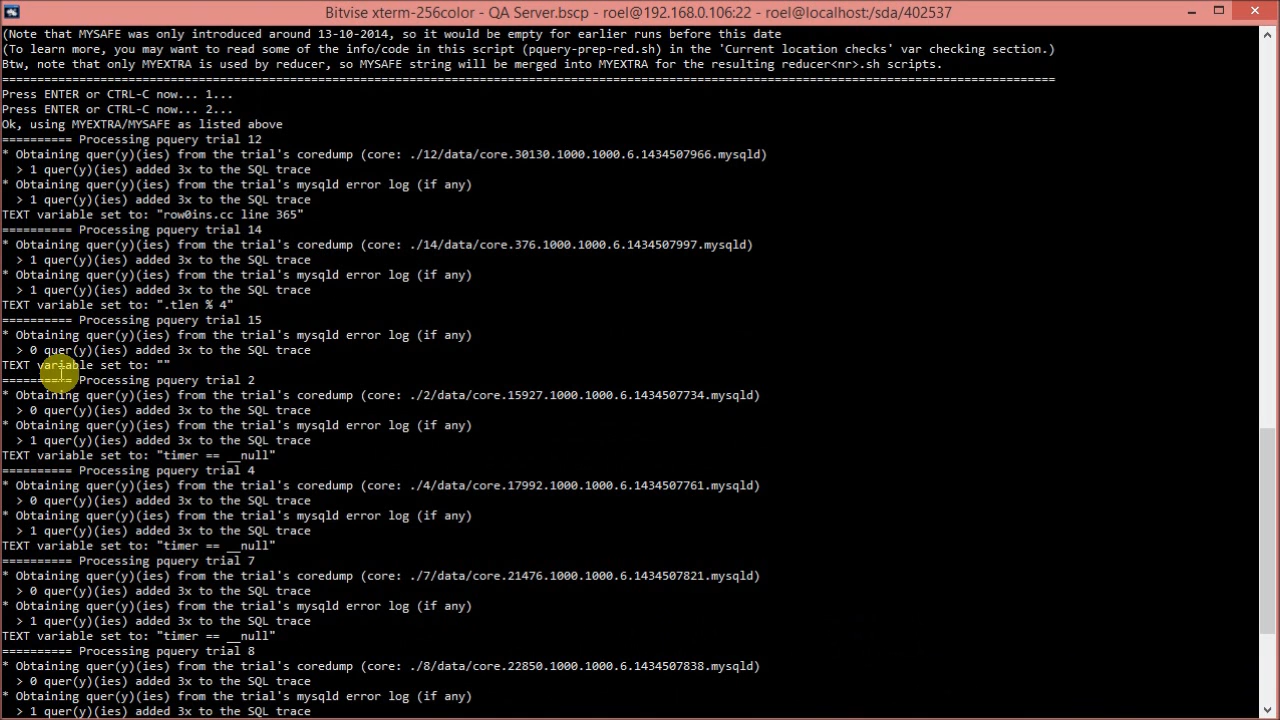 Bitvise xterm-256color - QA Server.bscp - roel@192.168.0.106:22 - roel@localhost:/sda/402537
(Note that MYSAFE was only introduced around 13-10-2014, so it would be empty for earlier runs before this date
(To learn more, you may want to read some of the info/code in this script (pquery-prep-red.sh) in the 'Current location checks' var checking section.)
Btw, note that only MYEXTRA is used by reducer, so MYSAFE string will be merged into MYEXTRA for the resulting reducer<nr>.sh scripts.
======================================================================================================================================================
Press ENTER or CTRL-C now... 1...
Press ENTER or CTRL-C now... 2...
Ok, using MYEXTRA/MYSAFE as listed above
========== Processing pquery trial 12
* Obtaining quer(y)(ies) from the trial's coredump (core: ./12/data/core.30130.1000.1000.6.1434507966.mysqld)
  > 1 quer(y)(ies) added 3x to the SQL trace
* Obtaining quer(y)(ies) from the trial's mysqld error log (if any)
  > 1 quer(y)(ies) added 3x to the SQL trace
TEXT variable set to: "row0ins.cc line 365"
========== Processing pquery trial 14
* Obtaining quer(y)(ies) from the trial's coredump (core: ./14/data/core.376.1000.1000.6.1434507997.mysqld)
  > 1 quer(y)(ies) added 3x to the SQL trace
* Obtaining quer(y)(ies) from the trial's mysqld error log (if any)
  > 1 quer(y)(ies) added 3x to the SQL trace
TEXT variable set to: ".tlen % 4"
========== Processing pquery trial 15
* Obtaining quer(y)(ies) from the trial's mysqld error log (if any)
  > 0 quer(y)(ies) added 3x to the SQL trace
TEXT variable set to: ""
========== Processing pquery trial 2
* Obtaining quer(y)(ies) from the trial's coredump (core: ./2/data/core.15927.1000.1000.6.1434507734.mysqld)
  > 0 quer(y)(ies) added 3x to the SQL trace
* Obtaining quer(y)(ies) from the trial's mysqld error log (if any)
  > 1 quer(y)(ies) added 3x to the SQL trace
TEXT variable set to: "timer == __null"
========== Processing pquery trial 4
* Obtaining quer(y)(ies) from the trial's coredump (core: ./4/data/core.17992.1000.1000.6.1434507761.mysqld)
  > 0 quer(y)(ies) added 3x to the SQL trace
* Obtaining quer(y)(ies) from the trial's mysqld error log (if any)
  > 1 quer(y)(ies) added 3x to the SQL trace
TEXT variable set to: "timer == __null"
========== Processing pquery trial 7
* Obtaining quer(y)(ies) from the trial's coredump (core: ./7/data/core.21476.1000.1000.6.1434507821.mysqld)
  > 0 quer(y)(ies) added 3x to the SQL trace
* Obtaining quer(y)(ies) from the trial's mysqld error log (if any)
  > 1 quer(y)(ies) added 3x to the SQL trace
TEXT variable set to: "timer == __null"
========== Processing pquery trial 8
* Obtaining quer(y)(ies) from the trial's coredump (core: ./8/data/core.22850.1000.1000.6.1434507838.mysqld)
  > 0 quer(y)(ies) added 3x to the SQL trace
* Obtaining quer(y)(ies) from the trial's mysqld error log (if any)
  > 1 quer(y)(ies) added 3x to the SQL trace